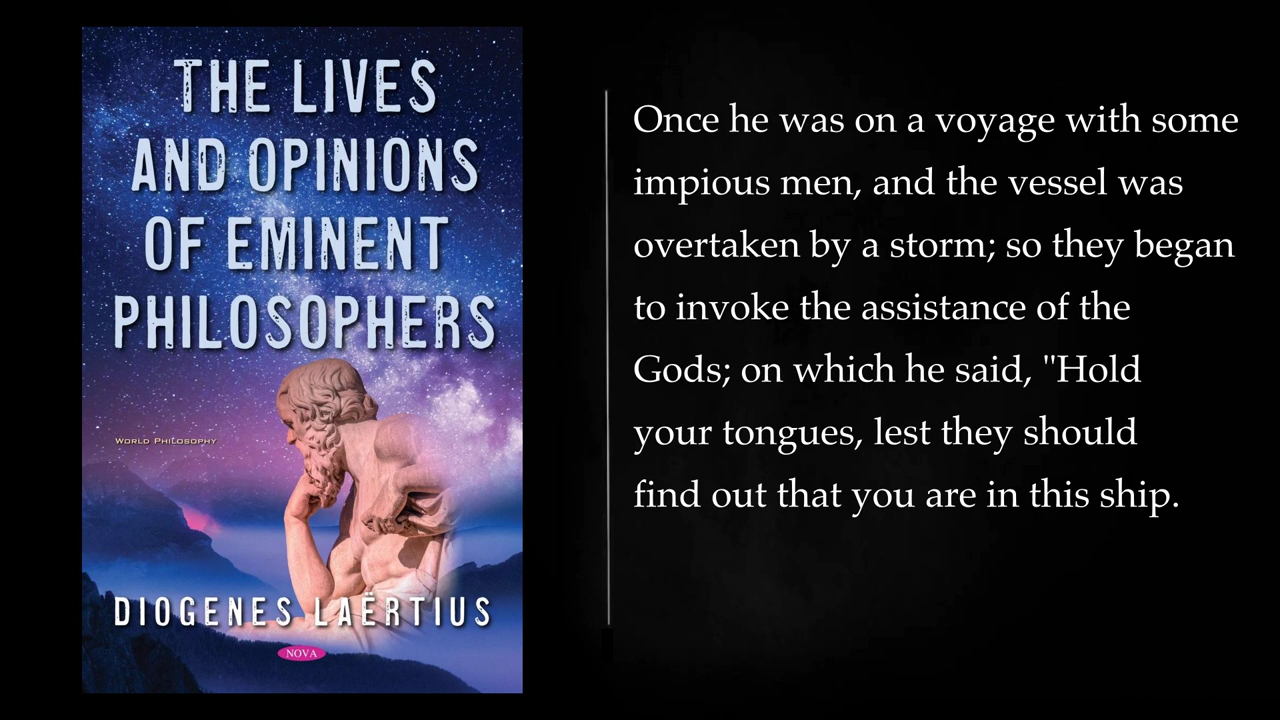 THE LIVES
AND OPINIONS
OF EMINENT
PHILOSOPHERS
WORLD PHILOSOPHY
DIOGENES LAËRTIUS
NOVA
Once he was on a voyage with some
impious men, and the vessel was
overtaken by a storm; so they began
to invoke the assistance of the
Gods; on which he said, "Hold
your tongues, lest they should
find out that you are in this ship.